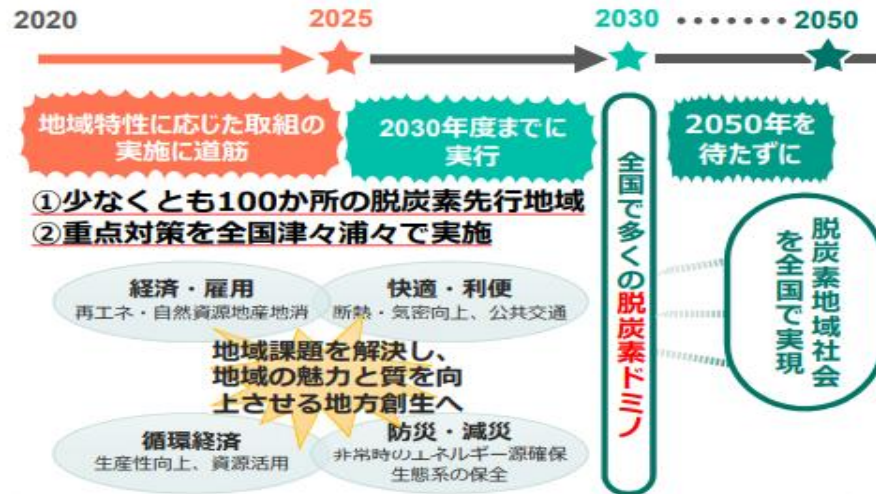 2020
2025
2030
2050
地域特性に応じた取組の
実施に道筋
2030年度までに
実行
2050年を
待たずに
①少なくとも100か所の脱炭素先行地域
②重点対策を全国津々浦々で実施
経済・雇用
再エネ・自然資源地産地消
快適・利便
断熱・気密向上、公共交通
地域課題を解決し、
地域の魅力と質を向
上させる地方創生へ
循環経済
生産性向上、資源活用
防災・減災
非常時のエネルギー源確保
生態系の保全
全国で多くの脱炭素ドミノ
脱炭素地域社会
を全国で実現